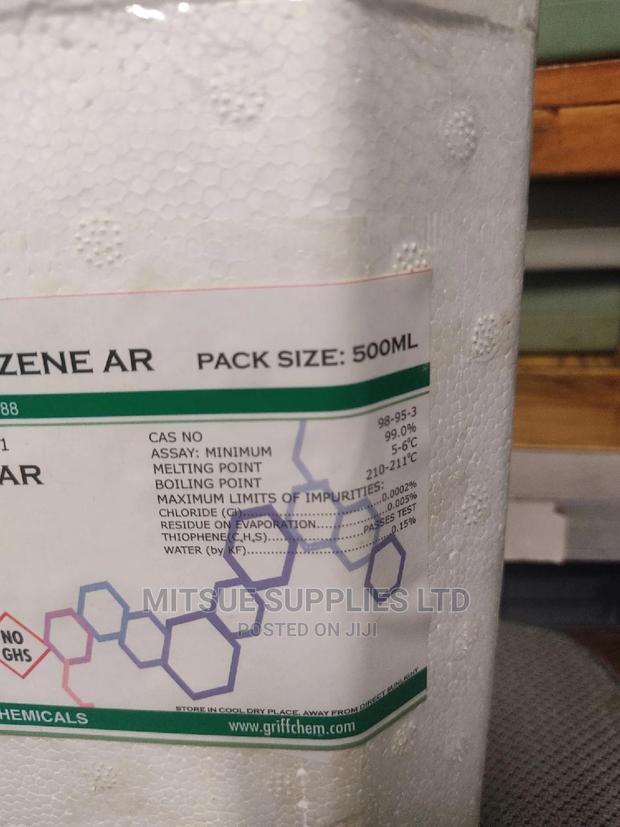 ZENE AR PACK SIZE: 500ML
88
1
AR
CAS NO 98-95-3
ASSAY: MINIMUM 99.0%
MELTING POINT 5-6°C
BOILING POINT 210-211°C
MAXIMUM LIMITS OF IMPURITIES:
CHLORIDE (Cl)..............................0.0002%
RESIDUE ON EVAPORATION.................0.005%
THIOPHENE(C₄H₄S)......................PASSES TEST
WATER (by KF)..................................0.15%
MITSUE SUPPLIES LTD
POSTED ON JIJI
NO
GHS
STORE IN COOL,DRY PLACE, AWAY FROM DIRECT SUNLIGHT
HEMICALS www.griffchem.com